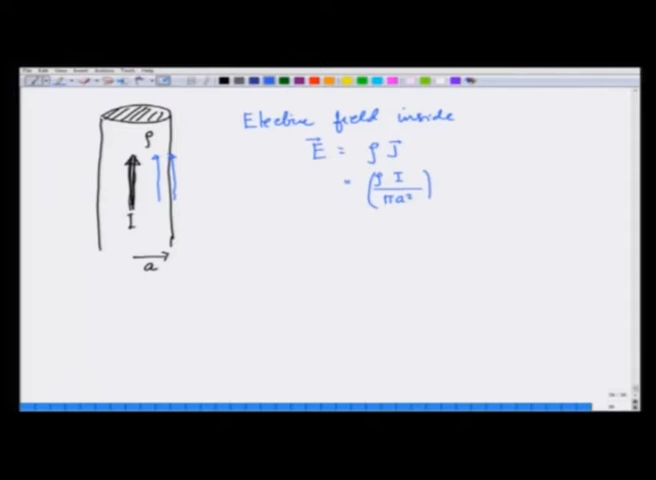 Electric field inside
E⃗ = ρ J⃗
= (ρ I / πa²)
ρ
I
a